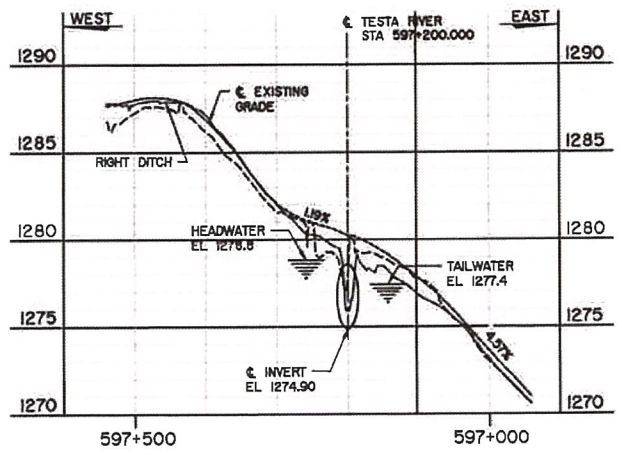 WEST
℄ TESTA RIVER
STA 597+200.000
EAST
1290
1290
℄ EXISTING
GRADE
1285
1285
RIGHT DITCH
1.19%
1280
1280
HEADWATER
EL 1278.8
TAILWATER
EL 1277.4
1275
1275
4.57%
℄ INVERT
EL 1274.90
1270
1270
597+500
597+000